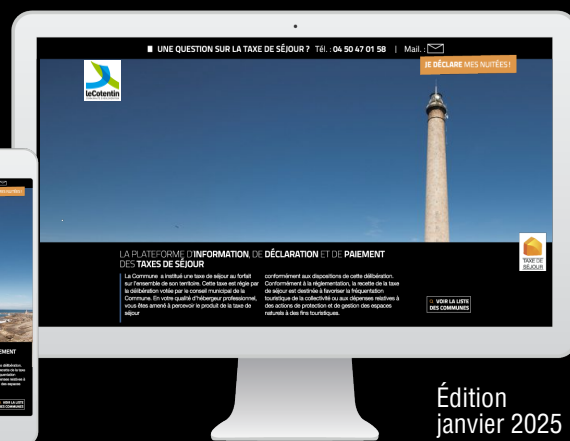 UNE QUESTION SUR LA TAXE DE SÉJOUR ? Tél. : 04 50 47 01 58 | Mail. :
JE DÉCLARE MES NUITÉES !
leCotentin
LA PLATEFORME D'INFORMATION, DE DÉCLARATION ET DE PAIEMENT
DES TAXES DE SÉJOUR
La Commune a institué une taxe de séjour au forfait
sur l'ensemble de son territoire. Cette taxe est régie par
la délibération votée par le conseil municipal de la
Commune. En votre qualité d'hébergeur professionnel,
vous êtes amené à percevoir le produit de la taxe de
séjour
conformément aux dispositions de cette délibération.
Conformément à la règlementation, la recette de la taxe
de séjour est destinée à favoriser la fréquentation
touristique de la collectivité ou aux dépenses relatives à
des actions de protection et de gestion des espaces
naturels à des fins touristiques.
TAXE DE
SÉJOUR
VOIR LA LISTE
DES COMMUNES
VOIR LA LISTE
DES COMMUNES
Édition
janvier 2025